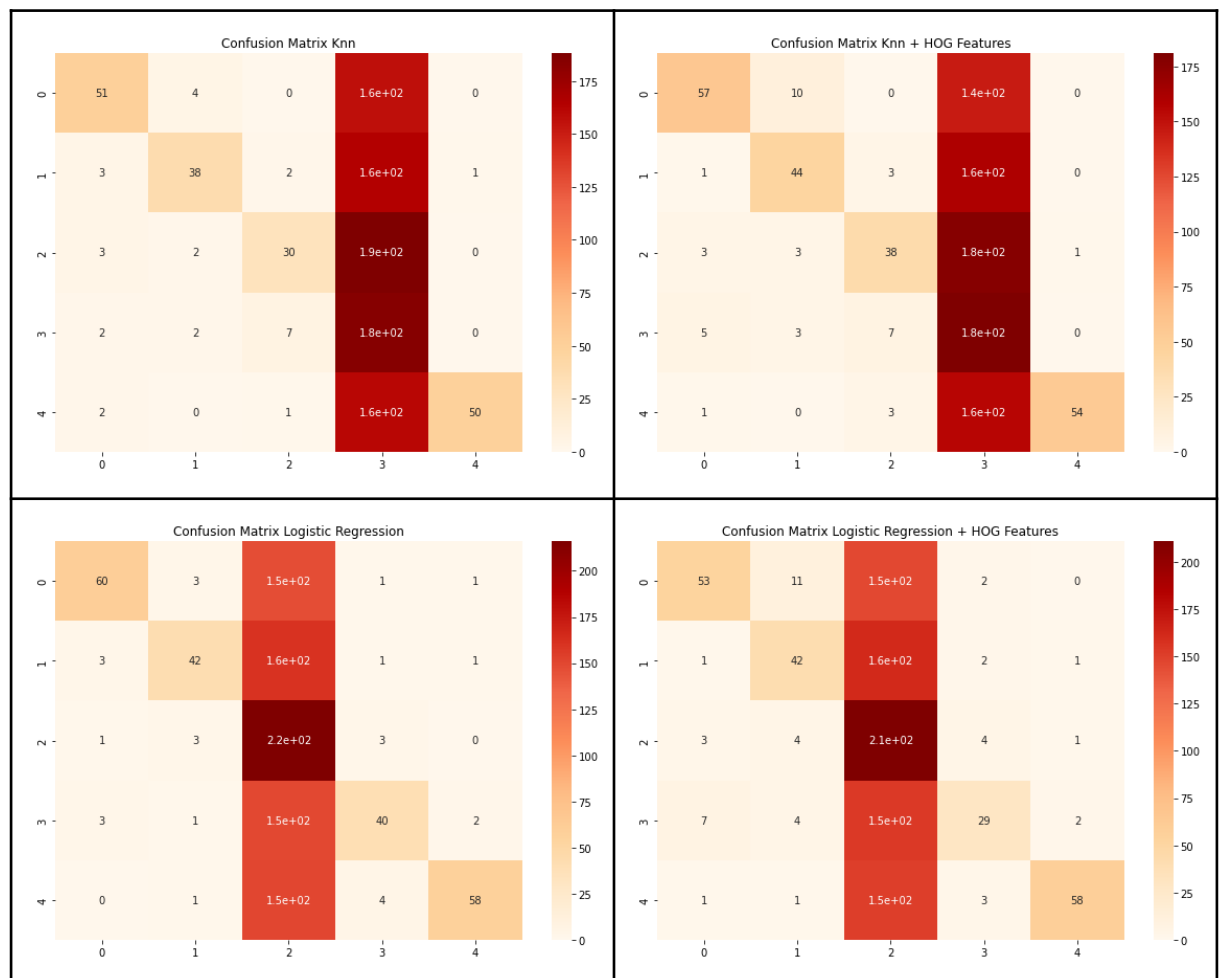 Confusion Matrix Knn
0 51 4 0 1.6e+02 0
1 3 38 2 1.6e+02 1
2 3 2 30 1.9e+02 0
3 2 2 7 1.8e+02 0
4 2 0 1 1.6e+02 50
0 1 2 3 4
175
150
125
100
75
50
25
0
Confusion Matrix Knn + HOG Features
0 57 10 0 1.4e+02 0
1 1 44 3 1.6e+02 0
2 3 3 38 1.8e+02 1
3 5 3 7 1.8e+02 0
4 1 0 3 1.6e+02 54
0 1 2 3 4
175
150
125
100
75
50
25
0
Confusion Matrix Logistic Regression
0 60 3 1.5e+02 1 1
1 3 42 1.6e+02 1 1
2 1 3 2.2e+02 3 0
3 3 1 1.5e+02 40 2
4 0 1 1.5e+02 4 58
0 1 2 3 4
200
175
150
125
100
75
50
25
0
Confusion Matrix Logistic Regression + HOG Features
0 53 11 1.5e+02 2 0
1 1 42 1.6e+02 2 1
2 3 4 2.1e+02 4 1
3 7 4 1.5e+02 29 2
4 1 1 1.5e+02 3 58
0 1 2 3 4
200
175
150
125
100
75
50
25
0